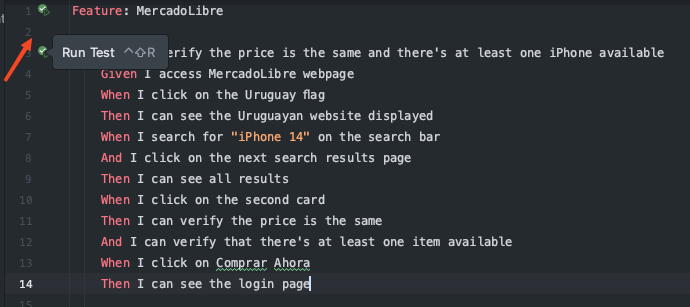 1 Feature: MercadoLibre
2
3 verify the price is the same and there's at least one iPhone available
Run Test ⌃⇧R
4 Given I access MercadoLibre webpage
5 When I click on the Uruguay flag
6 Then I can see the Uruguayan website displayed
7 When I search for "iPhone 14" on the search bar
8 And I click on the next search results page
9 Then I can see all results
10 When I click on the second card
11 Then I can verify the price is the same
12 And I can verify that there's at least one item available
13 When I click on Comprar Ahora
14 Then I can see the login page
15